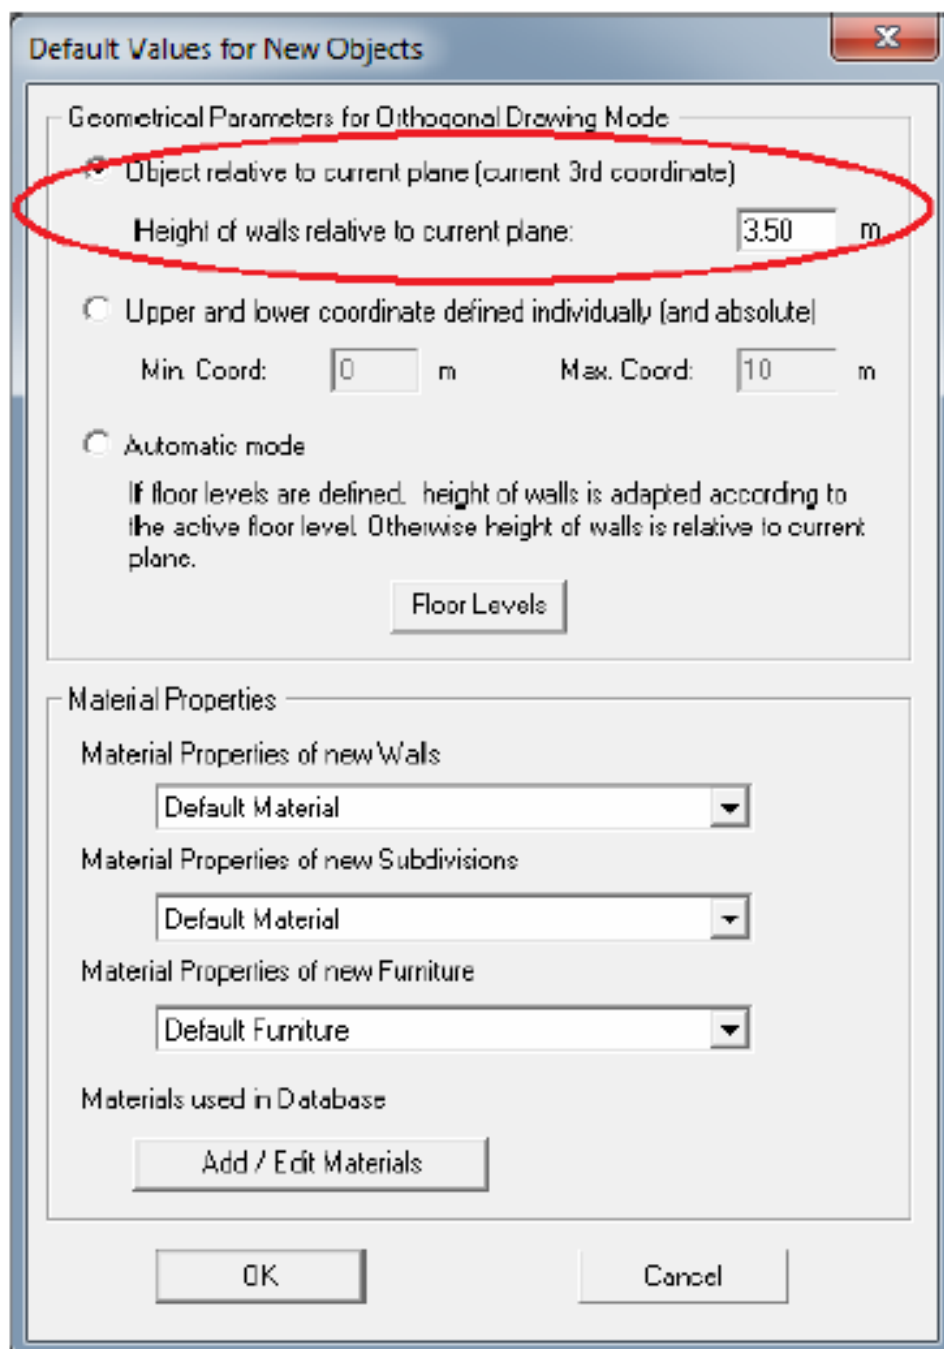 Default Values for New Objects
Geometrical Parameters for Orthogonal Drawing Mode
Object relative to current plane (current 3rd coordinate)
Height of walls relative to current plane: 3.50 m
Upper and lower coordinate defined individually (and absolute)
Min. Coord: 0 m Max. Coord: 10 m
Automatic mode
If floor levels are defined, height of walls is adapted according to
the active floor level. Otherwise height of walls is relative to current
plane.
Floor Levels
Material Properties
Material Properties of new Walls
Default Material
Material Properties of new Subdivisions
Default Material
Material Properties of new Furniture
Default Furniture
Materials used in Database
Add / Edit Materials
OK Cancel